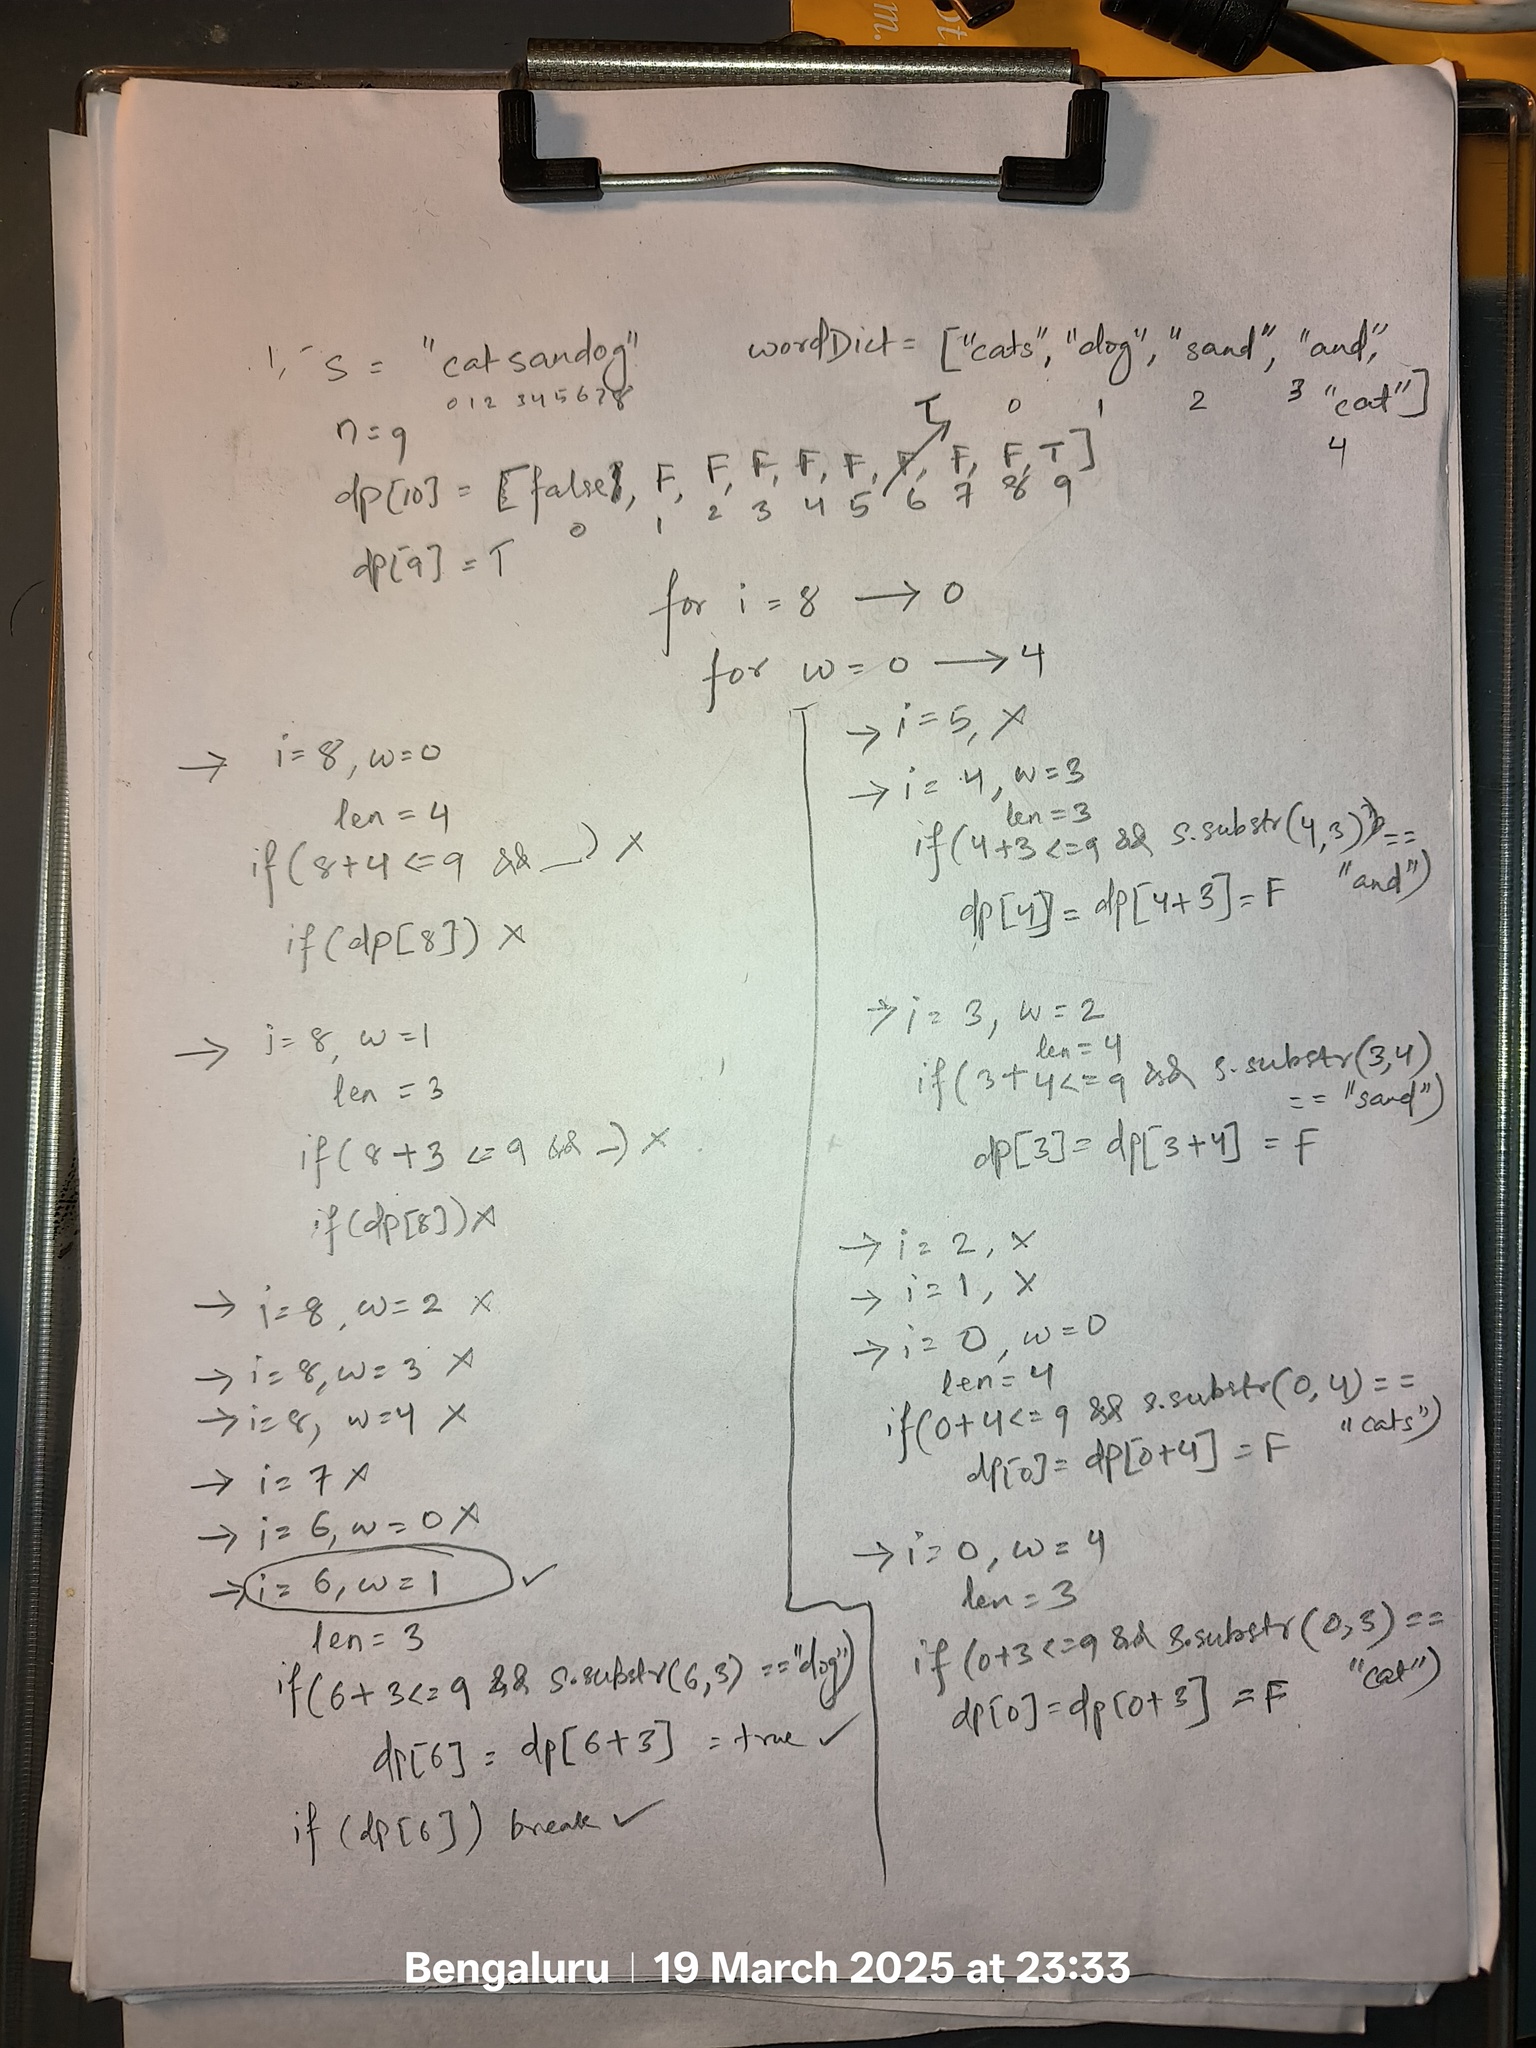 ot.
m.
1, s = "catsandog" wordDict = ["cats", "dog", "sand", "and",
"cat"]
0 1 2 3 4 5 6 7 8
0 1 2 3
4
n=9
T
dp[10] = [false, F, F, F, F, F, F, F, F, T]
0 1 2 3 4 5 6 7 8 9
dp[9] = T
for i = 8 → 0
for w = 0 → 4
→ i = 8, w = 0
len = 4
if (8+4 <= 9 && _) X
if (dp[8]) X
→ i = 8, w = 1
len = 3
if (8+3 <= 9 && _) X
if (dp[8]) X
→ i = 8, w = 2 X
→ i = 8, w = 3 X
→ i = 8, w = 4 X
→ i = 7 X
→ i = 6, w = 0 X
→ i = 6, w = 1 ✓
len = 3
if (6+3 <= 9 && s.substr(6,3) == "dog")
dp[6] = dp[6+3] = true ✓
if (dp[6]) break ✓
→ i = 5, X
→ i = 4, w = 3
len = 3
if (4+3 <= 9 && s.substr(4,3) ==
"and")
dp[4] = dp[4+3] = F
→ i = 3, w = 2
len = 4
if (3+4 <= 9 && s.substr(3,4)
== "sand")
dp[3] = dp[3+4] = F
→ i = 2, X
→ i = 1, X
→ i = 0, w = 0
len = 4
if (0+4 <= 9 && s.substr(0,4) ==
"cats")
dp[0] = dp[0+4] = F
→ i = 0, w = 4
len = 3
if (0+3 <= 9 && s.substr(0,3) ==
"cat")
dp[0] = dp[0+3] = F
Bengaluru | 19 March 2025 at 23:33